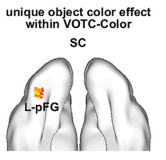 unique object color effect
within VOTC-Color
SC
L-pFG